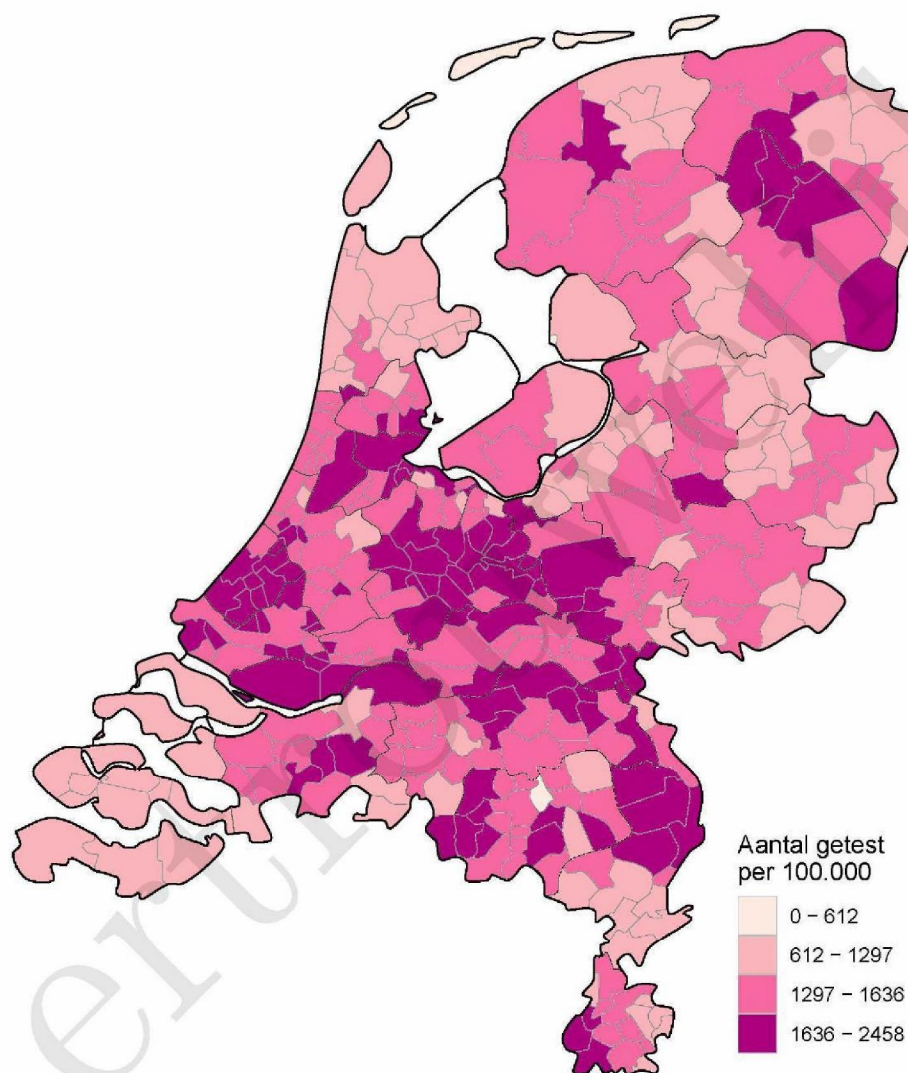 Aantal getest
per 100.000
0 – 612
612 – 1297
1297 – 1636
1636 – 2458